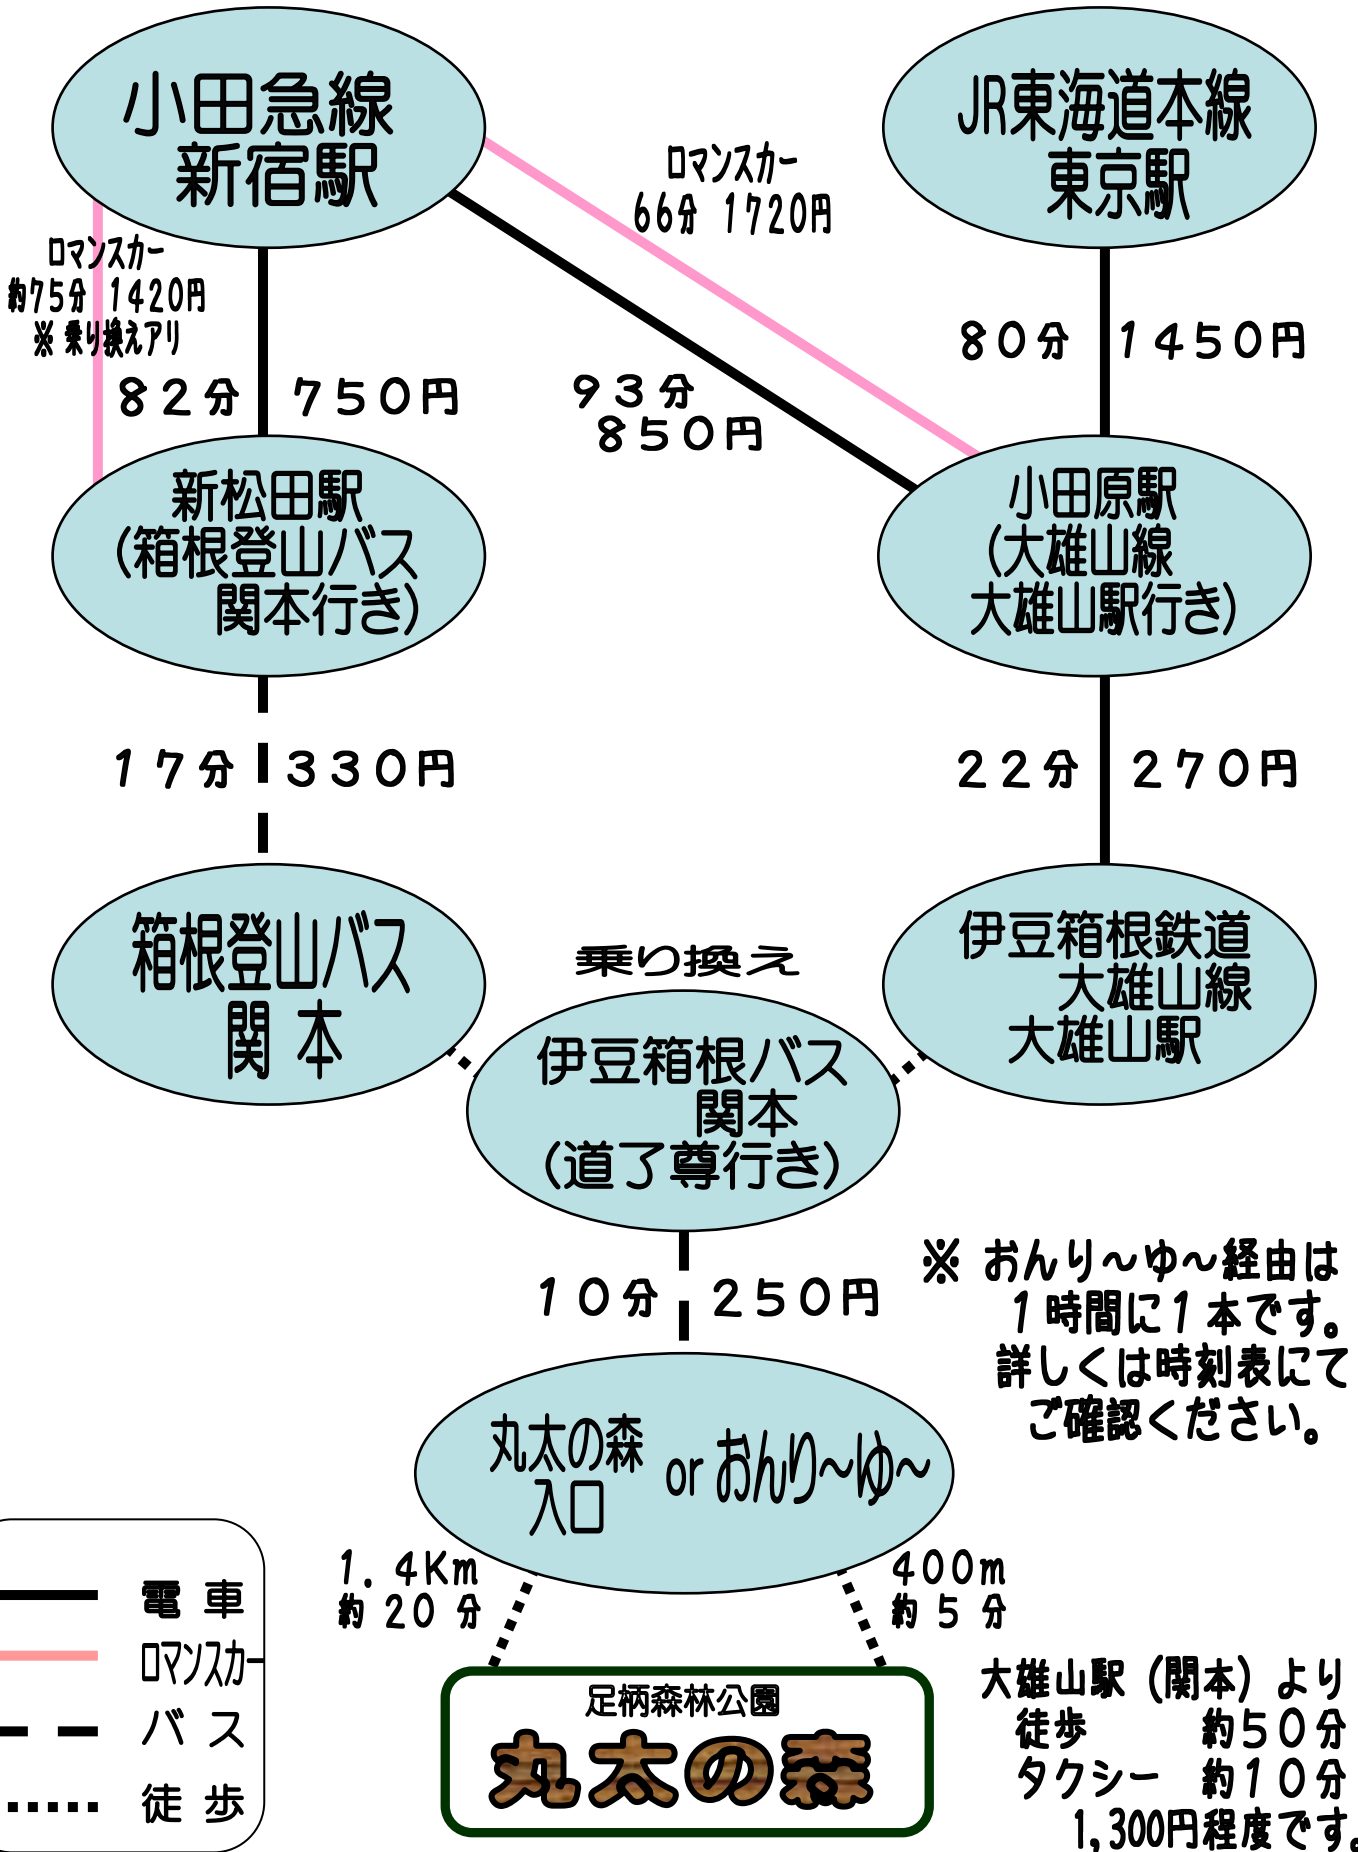 小田急線
新宿駅
JR東海道本線
東京駅
ロマンスカー
66分 1720円
ロマンスカー
約75分 1420円
※ 乗り換えアリ
82分 750円
93分
850円
80分 1450円
新松田駅
(箱根登山バス
関本行き)
小田原駅
(大雄山線
大雄山駅行き)
17分 330円
22分 270円
箱根登山バス
関 本
伊豆箱根鉄道
大雄山線
大雄山駅
乗り換え
伊豆箱根バス
関本
(道了尊行き)
10分 250円
※ おんり～ゆ～経由は
1時間に1本です。
詳しくは時刻表にて
ご確認ください。
丸太の森
入口
or おんり～ゆ～
1.4Km
約 20 分
400m
約 5 分
電 車
ロマンスカー
バ ス
徒 歩
足柄森林公園
丸太の森
大雄山駅 (関本) より
徒歩 約50分
タクシー 約10分
1,300円程度です。